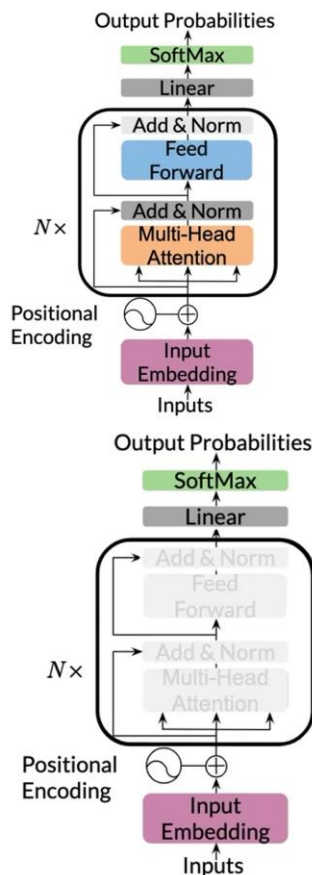 Output Probabilities
SoftMax
Linear
Add & Norm
Feed
Forward
Add & Norm
N×
Multi-Head
Attention
Positional
Encoding
Input
Embedding
Inputs
Output Probabilities
SoftMax
Linear
Add & Norm
Feed
Forward
Add & Norm
N×
Multi-Head
Attention
Positional
Encoding
Input
Embedding
Inputs